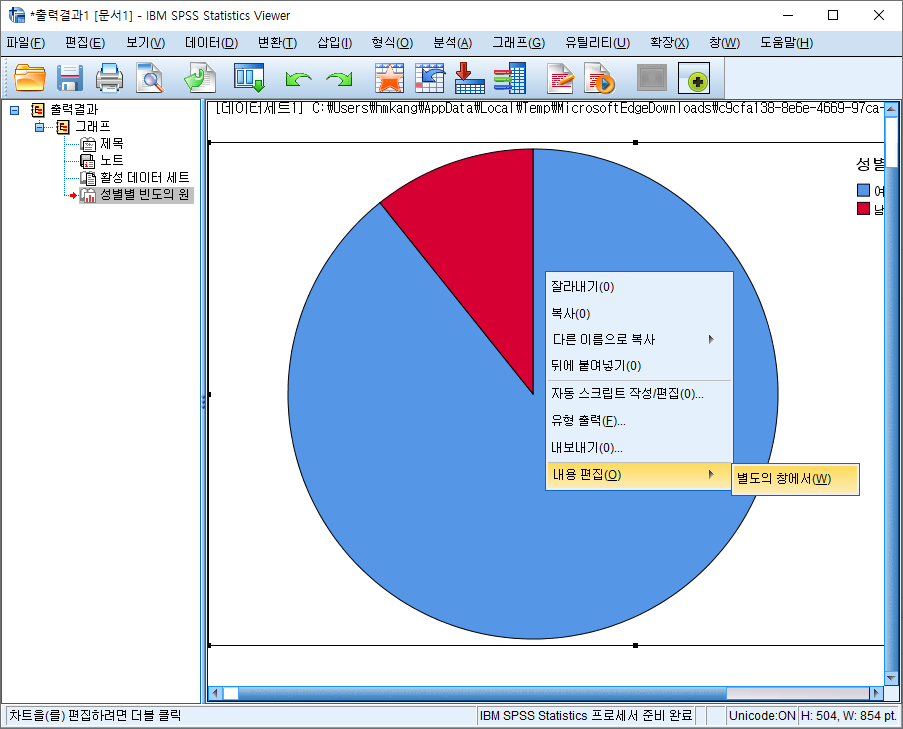 *출력결과1 [문서1] - IBM SPSS Statistics Viewer
파일(F) 편집(E) 보기(V) 데이터(D) 변환(T) 삽입(I) 형식(O) 분석(A) 그래프(G) 유틸리티(U) 확장(X) 창(W) 도움말(H)
출력결과
그래프
제목
노트
활성 데이터 세트
성별별 빈도의 원
[데이터세트1] C:\Users\hmkang\AppData\Local\Temp\MicrosoftEdgeDownloads\c9cfa138-8e6e-4669-97ca-
성별
여
남
잘라내기(0)
복사(0)
다른 이름으로 복사
뒤에 붙여넣기(0)
자동 스크립트 작성/편집(0)...
유형 출력(F)...
내보내기(0)...
내용 편집(O)
별도의 창에서(W)
차트을(를) 편집하려면 더블 클릭
IBM SPSS Statistics 프로세서 준비 완료
Unicode:ON
H: 504, W: 854 pt.